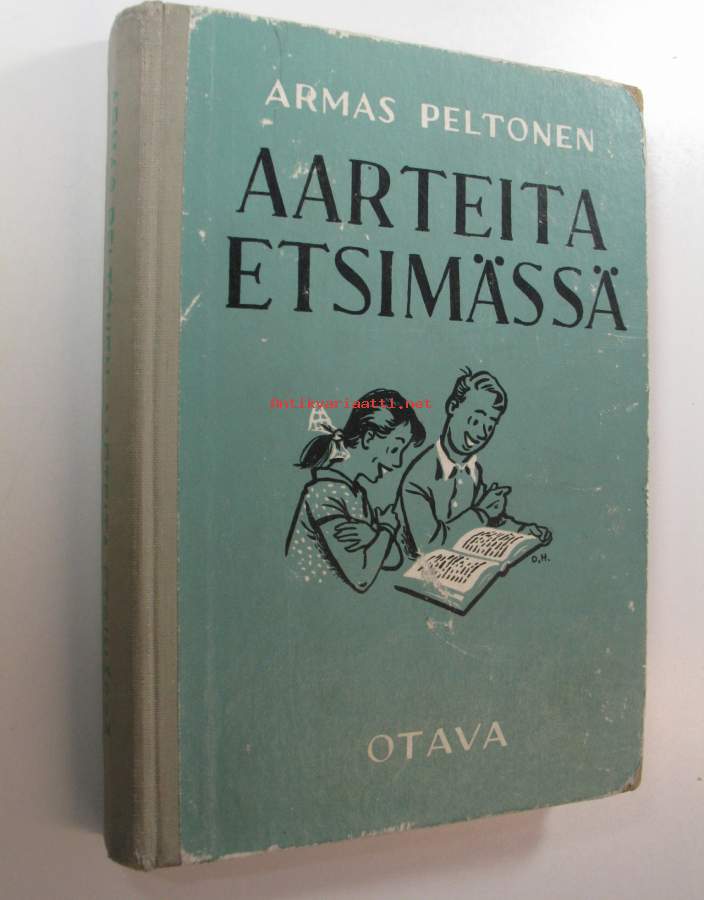 ARMAS PELTONEN
AARTEITA
ETSIMÄSSÄ
Antikvariaatti.net
O.H.
OTAVA